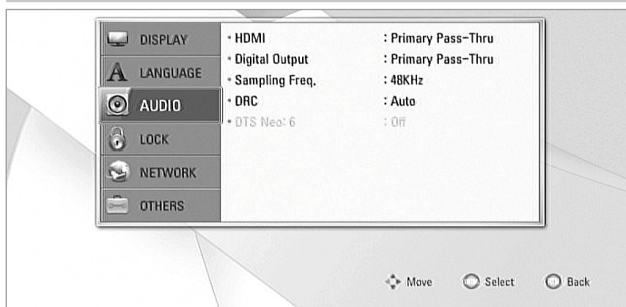 DISPLAY
LANGUAGE
AUDIO
LOCK
NETWORK
OTHERS
• HDMI : Primary Pass-Thru
• Digital Output : Primary Pass-Thru
• Sampling Freq. : 48KHz
• DRC : Auto
• DTS Neo: 6 : Off
Move Select Back